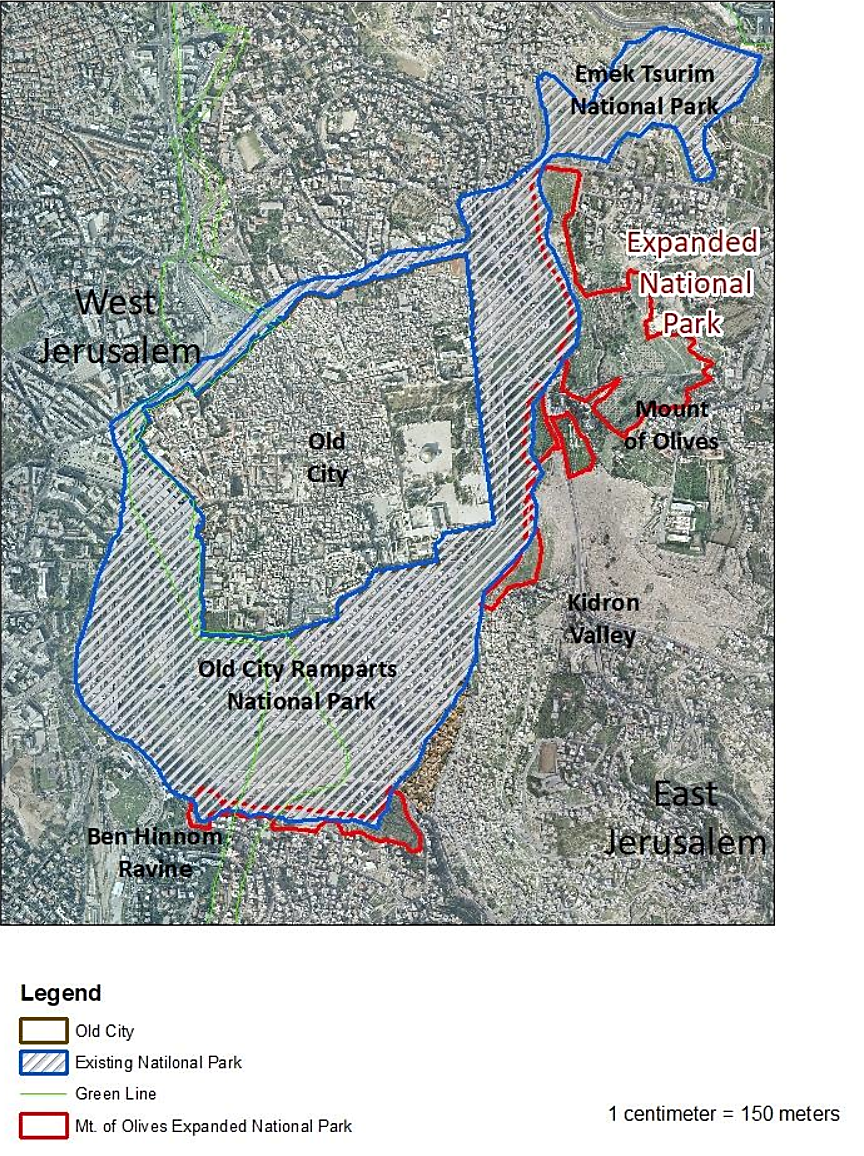 Emek Tsurim
National Park
Expanded
National
Park
West
Jerusalem
Mount
of Olives
Old
City
Kidron
Valley
Old City Ramparts
National Park
East
Jerusalem
Ben Hinnom
Ravine
Legend
Old City
Existing Natilonal Park
Green Line
Mt. of Olives Expanded National Park
1 centimeter = 150 meters